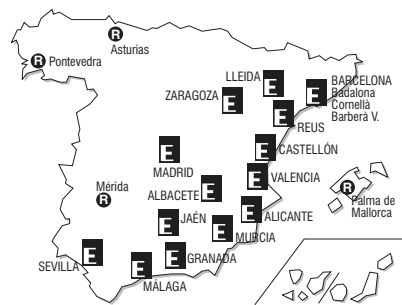 R
Asturias
R Pontevedra
LLEIDA E
E BARCELONA
Badalona
Cornellà
Barberà V.
ZARAGOZA E
E
REUS
E CASTELLÓN
E
MADRID
E VALENCIA
ALBACETE E
Mérida
R
R
Palma de
Mallorca
E ALICANTE
JAÉN E
E
MURCIA
SEVILLA E
E GRANADA
E
MÁLAGA